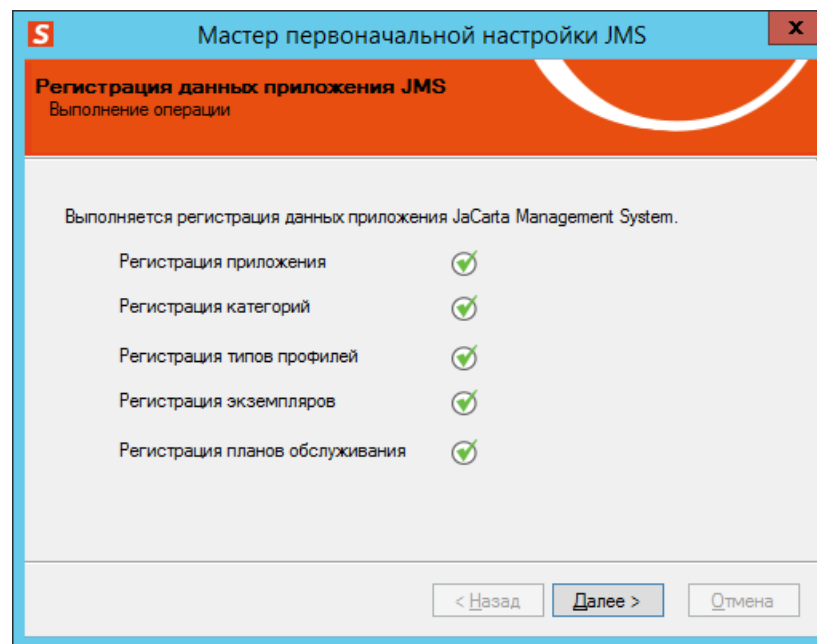 S
Мастер первоначальной настройки JMS
x
Регистрация данных приложения JMS
Выполнение операции
Выполняется регистрация данных приложения JaCarta Management System.
Регистрация приложения
Регистрация категорий
Регистрация типов профилей
Регистрация экземпляров
Регистрация планов обслуживания
< Назад Далее > Отмена